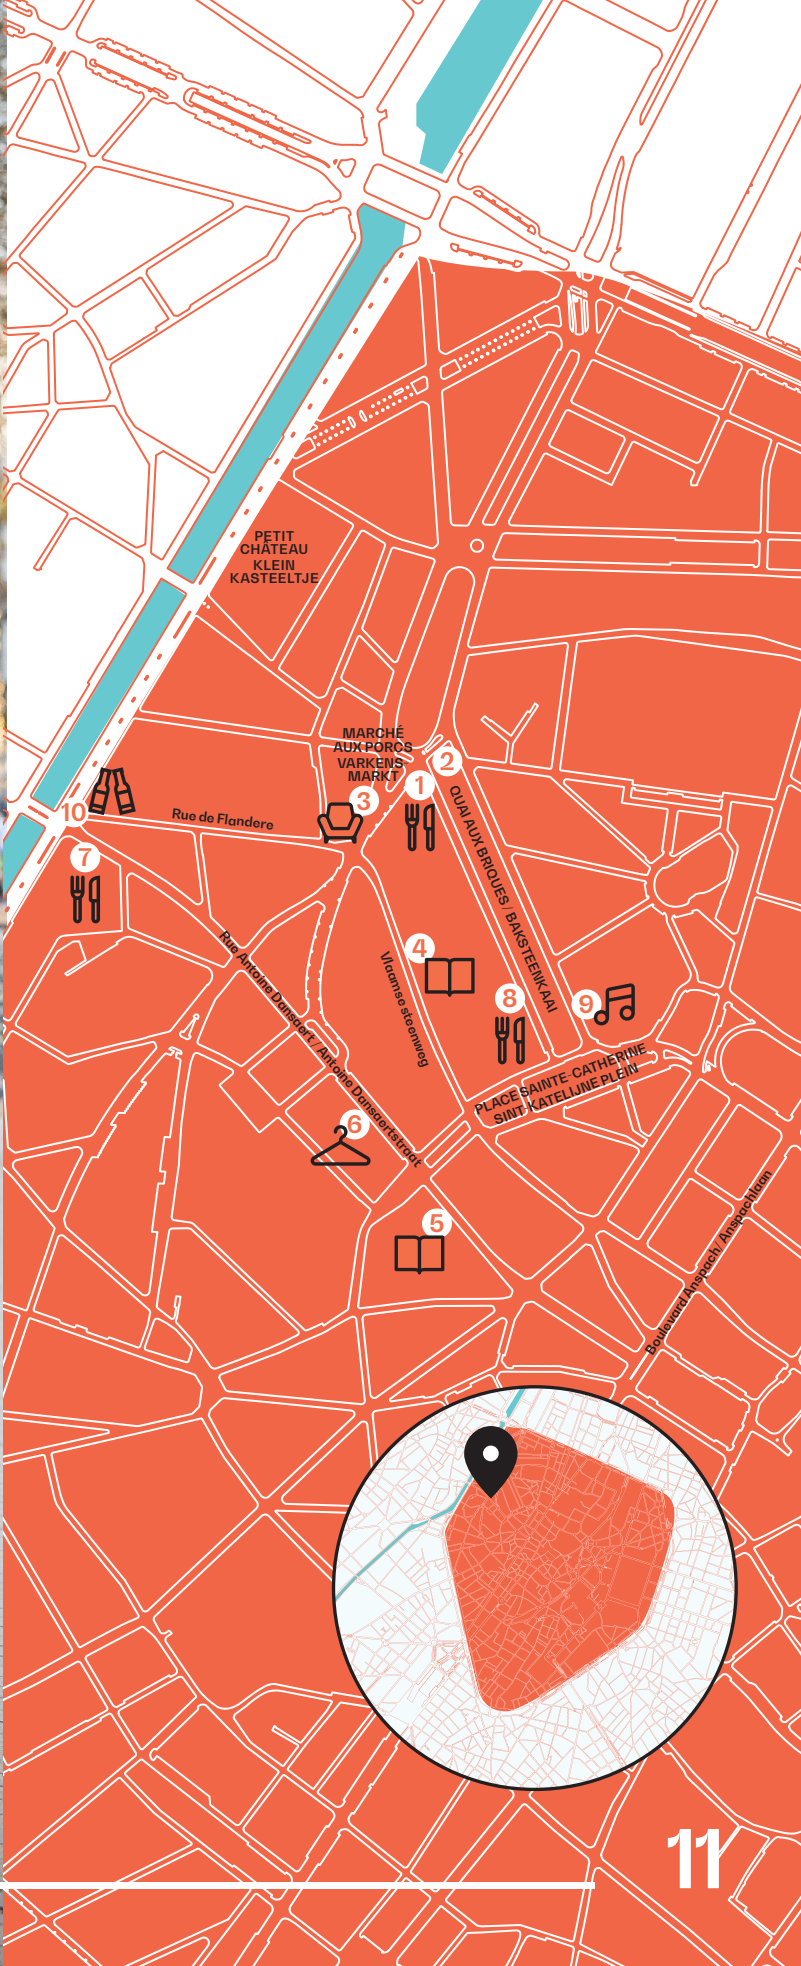 PETIT
CHÂTEAU
KLEIN
KASTEELTJE
MARCHÉ
AUX PORCS
VARKENS
MARKT
2
1
3
10
Rue de Flandere
7
QUAI AUX BRIQUES / BAKSTEENKAAI
Rue Antoine Dansaert / Antoine Dansaertstraat
4
Vlaamse steenweg
8
9
PLACE SAINTE-CATHERINE
SINT-KATELIJNE PLEIN
6
5
Boulevard Anspach / Anspachlaan
11